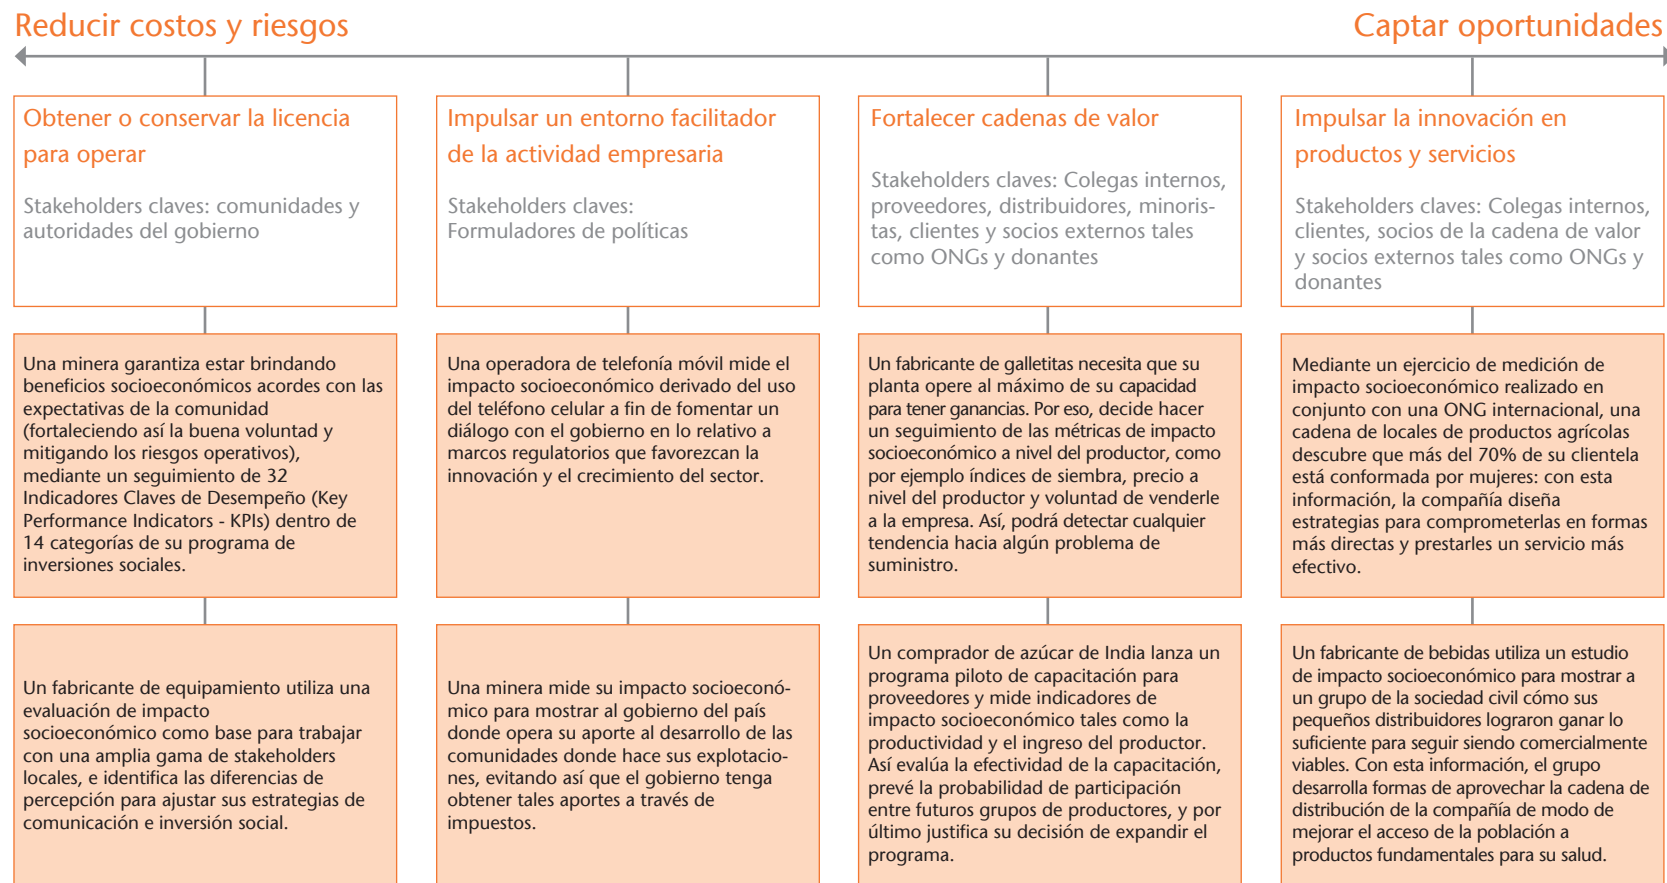 Reducir costos y riesgos
Captar oportunidades
Obtener o conservar la licencia
para operar
Stakeholders claves: comunidades y
autoridades del gobierno
Impulsar un entorno facilitador
de la actividad empresaria
Stakeholders claves:
Formuladores de políticas
Fortalecer cadenas de valor
Stakeholders claves: Colegas internos,
proveedores, distribuidores, minoris-
tas, clientes y socios externos tales
como ONGs y donantes
Impulsar la innovación en
productos y servicios
Stakeholders claves: Colegas internos,
clientes, socios de la cadena de valor
y socios externos tales como ONGs y
donantes
Una minera garantiza estar brindando
beneficios socioeconómicos acordes con las
expectativas de la comunidad
(fortaleciendo así la buena voluntad y
mitigando los riesgos operativos),
mediante un seguimiento de 32
Indicadores Claves de Desempeño (Key
Performance Indicators - KPIs) dentro de
14 categorías de su programa de
inversiones sociales.
Una operadora de telefonía móvil mide el
impacto socioeconómico derivado del uso
del teléfono celular a fin de fomentar un
diálogo con el gobierno en lo relativo a
marcos regulatorios que favorezcan la
innovación y el crecimiento del sector.
Un fabricante de galletitas necesita que su
planta opere al máximo de su capacidad
para tener ganancias. Por eso, decide hacer
un seguimiento de las métricas de impacto
socioeconómico a nivel del productor, como
por ejemplo índices de siembra, precio a
nivel del productor y voluntad de venderle
a la empresa. Así, podrá detectar cualquier
tendencia hacia algún problema de
suministro.
Mediante un ejercicio de medición de
impacto socioeconómico realizado en
conjunto con una ONG internacional, una
cadena de locales de productos agrícolas
descubre que más del 70% de su clientela
está conformada por mujeres: con esta
información, la compañía diseña
estrategias para comprometerlas en formas
más directas y prestarles un servicio más
efectivo.
Un fabricante de equipamiento utiliza una
evaluación de impacto
socioeconómico como base para trabajar
con una amplia gama de stakeholders
locales, e identifica las diferencias de
percepción para ajustar sus estrategias de
comunicación e inversión social.
Una minera mide su impacto socioeconó-
mico para mostrar al gobierno del país
donde opera su aporte al desarrollo de las
comunidades donde hace sus explotacio-
nes, evitando así que el gobierno tenga
obtener tales aportes a través de
impuestos.
Un comprador de azúcar de India lanza un
programa piloto de capacitación para
proveedores y mide indicadores de
impacto socioeconómico tales como la
productividad y el ingreso del productor.
Así evalúa la efectividad de la capacitación,
prevé la probabilidad de participación
entre futuros grupos de productores, y por
último justifica su decisión de expandir el
programa.
Un fabricante de bebidas utiliza un estudio
de impacto socioeconómico para mostrar a
un grupo de la sociedad civil cómo sus
pequeños distribuidores lograron ganar lo
suficiente para seguir siendo comercialmente
viables. Con esta información, el grupo
desarrolla formas de aprovechar la cadena de
distribución de la compañía de modo de
mejorar el acceso de la población a
productos fundamentales para su salud.